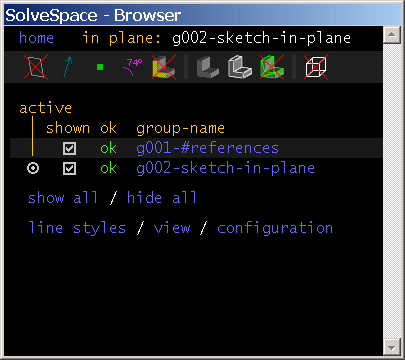 SolveSpace - Browser
home in plane: g002-sketch-in-plane
74º
active
shown ok group-name
ok g001-#references
ok g002-sketch-in-plane
show all / hide all
line styles / view / configuration